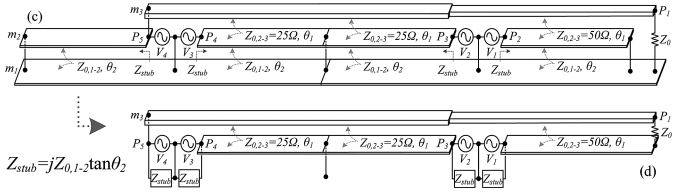 (c)
m3
P1
m2
P5
V4
V3
P4
Z0,2-3=25Ω, θ1
Z0,2-3=25Ω, θ1
P3
V2
V1
P2
Z0,2-3=50Ω, θ1
Z0
m1
Z0,1-2, θ2
Zstub
Zstub
Z0,1-2, θ2
Z0,1-2, θ2
Zstub
Zstub
Z0,1-2, θ2
m3
P1
Z0
P5
V4
V3
P4
Z0,2-3=25Ω, θ1
Z0,2-3=25Ω, θ1
P3
V2
V1
Z0,2-3=50Ω, θ1
Zstub=jZ0,1-2tanθ2
Zstub
Zstub
Zstub
Zstub
(d)